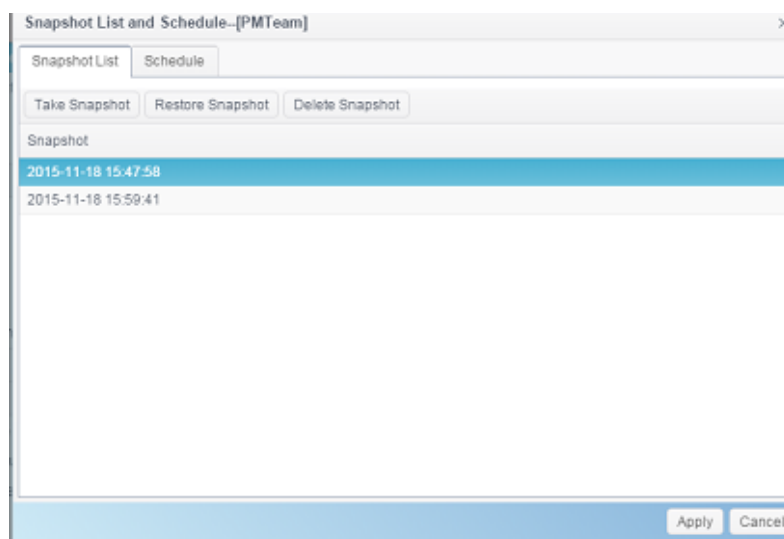 Snapshot List and Schedule--[PMTeam]
Snapshot List Schedule
Take Snapshot Restore Snapshot Delete Snapshot
Snapshot
2015-11-18 15:47:58
2015-11-18 15:59:41
Apply Cancel